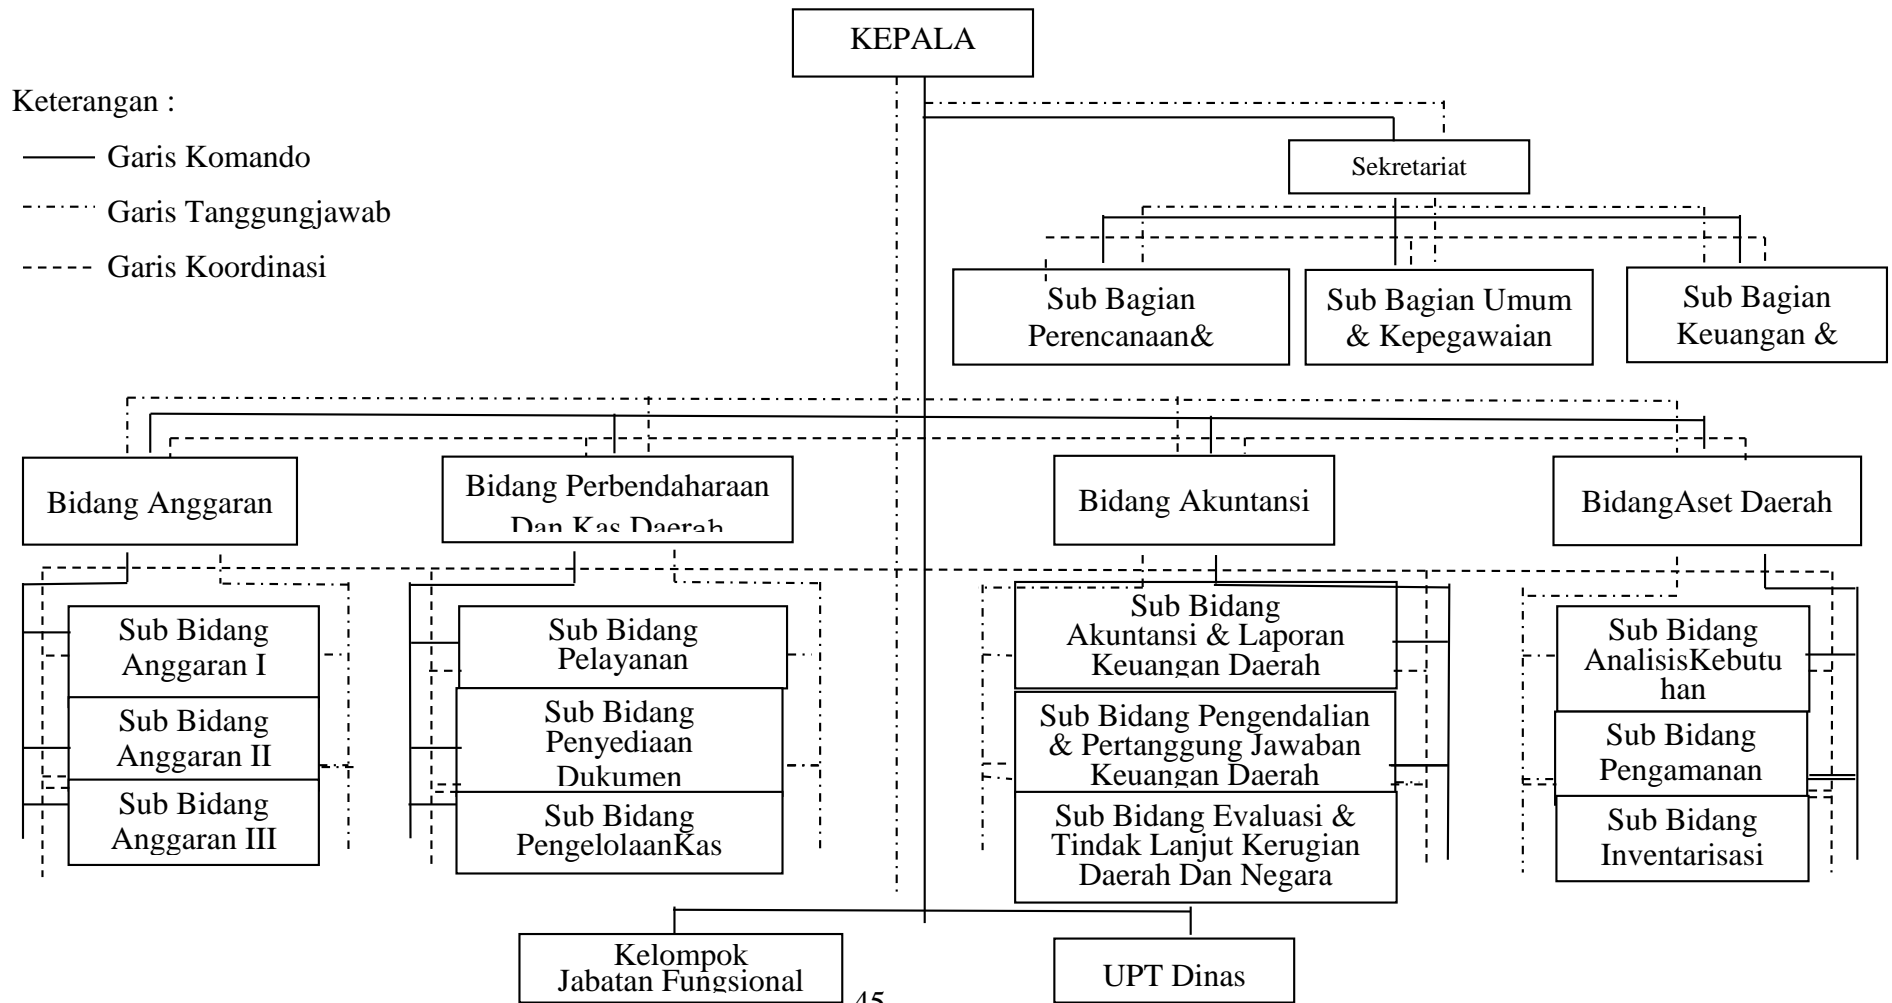 KEPALA
Keterangan :
Garis Komando
Garis Tanggungjawab
Garis Koordinasi
Sekretariat
Sub Bagian
Perencanaan&
Sub Bagian Umum
& Kepegawaian
Sub Bagian
Keuangan &
Bidang Anggaran
Bidang Perbendaharaan
Dan Kas Daerah
Bidang Akuntansi
BidangAset Daerah
Sub Bidang
Anggaran I
Sub Bidang
Anggaran II
Sub Bidang
Anggaran III
Sub Bidang
Pelayanan
Sub Bidang
Penyediaan
Dokumen
Sub Bidang
PengelolaanKas
Sub Bidang
Akuntansi & Laporan
Keuangan Daerah
Sub Bidang Pengendalian
& Pertanggung Jawaban
Keuangan Daerah
Sub Bidang Evaluasi &
Tindak Lanjut Kerugian
Daerah Dan Negara
Sub Bidang
AnalisisKebutu
han
Sub Bidang
Pengamanan
Sub Bidang
Inventarisasi
Kelompok
Jabatan Fungsional
UPT Dinas
45